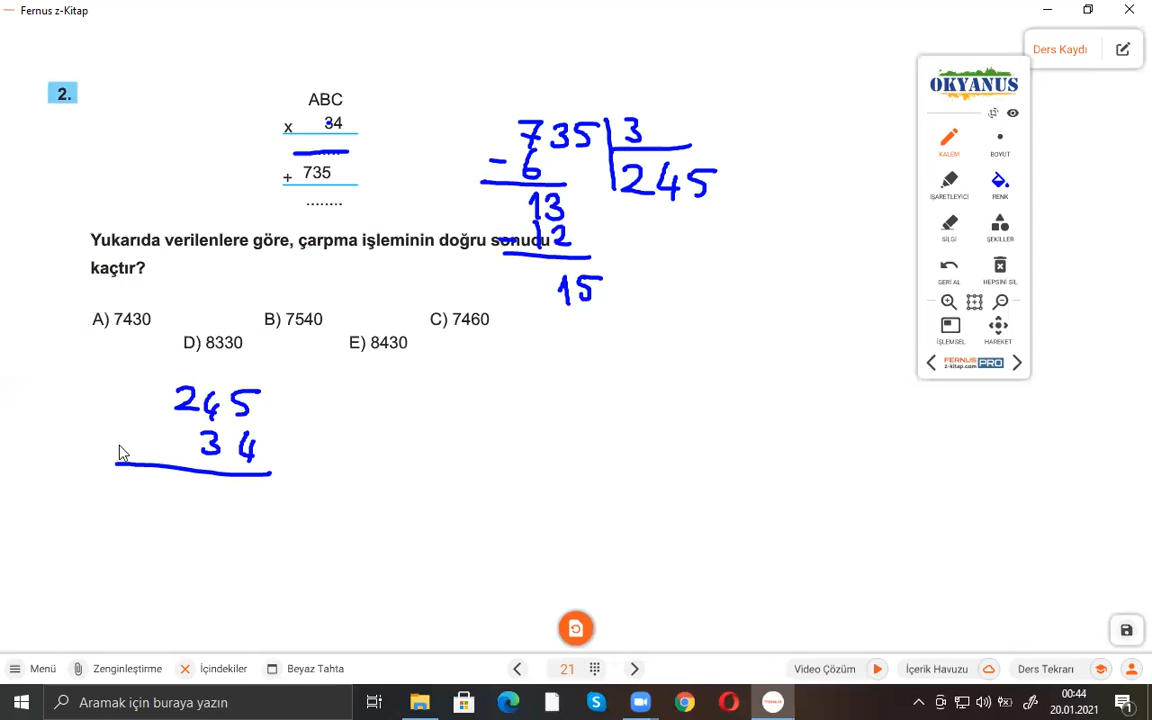 Fernus z-Kitap
Ders Kaydı
2.
ABC
x 34
+ 735
........
735 3
- 6 245
13
- 12
15
OKYANUS
KALEM BOYUT
İŞARETLEYİCİ RENK
SİLGİ ŞEKİLLER
GERİ AL HEPSİNİ SİL
İŞLEMSEL HAREKET
FERNUS PRO
z-kitap.com
Yukarıda verilenlere göre, çarpma işleminin doğru sonucu
kaçtır?
A) 7430 B) 7540 C) 7460
D) 8330 E) 8430
245
34
Menü Zenginleştirme İçindekiler Beyaz Tahta 21 Video Çözüm İçerik Havuzu Ders Tekrarı
Aramak için buraya yazın
00:44
20.01.2021
1